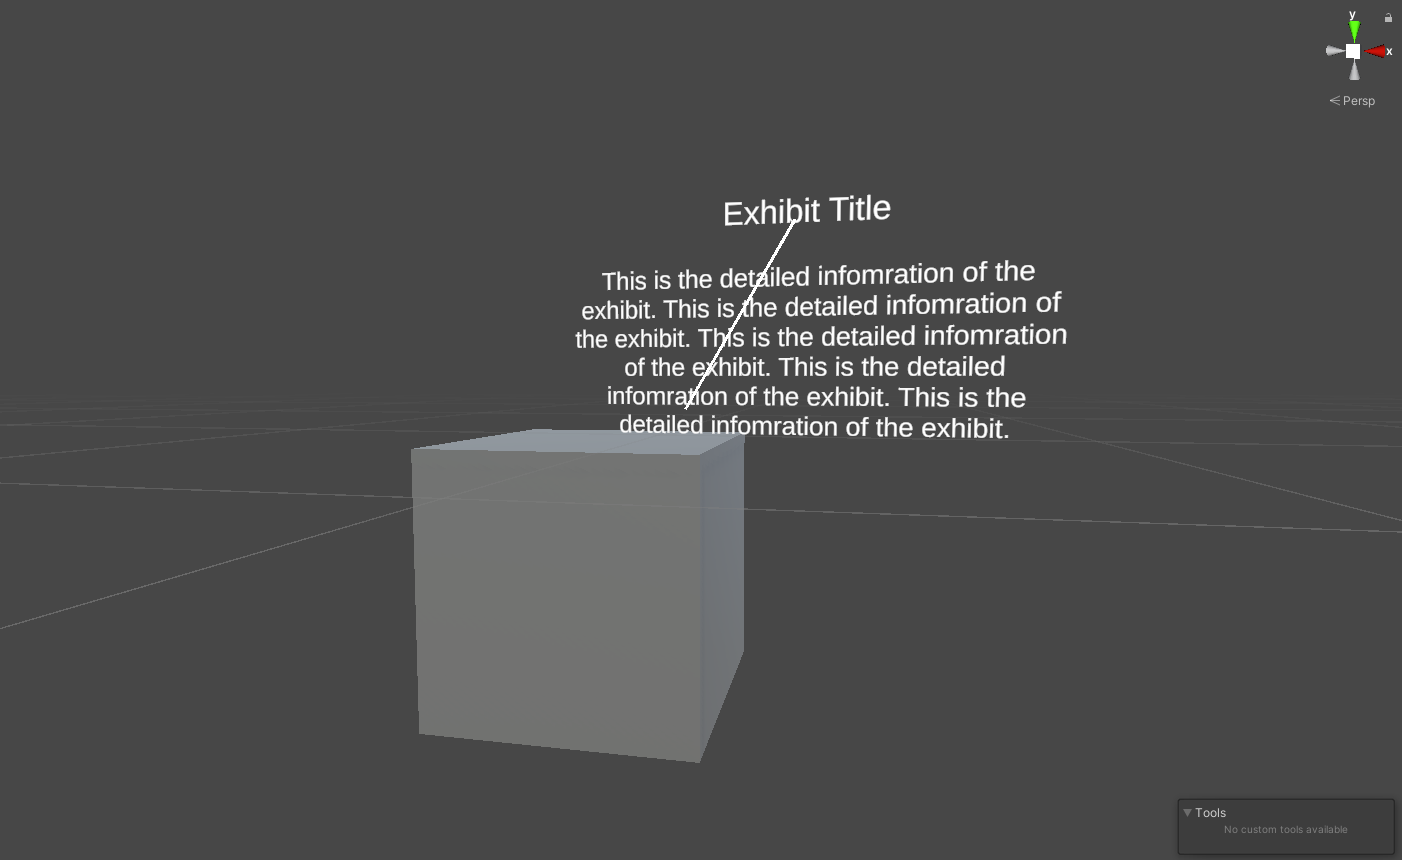 y
x
< Persp
Exhibit Title
This is the detailed infomration of the
exhibit. This is the detailed infomration of
the exhibit. This is the detailed infomration
of the exhibit. This is the detailed
infomration of the exhibit. This is the
detailed infomration of the exhibit.
Tools
No custom tools available